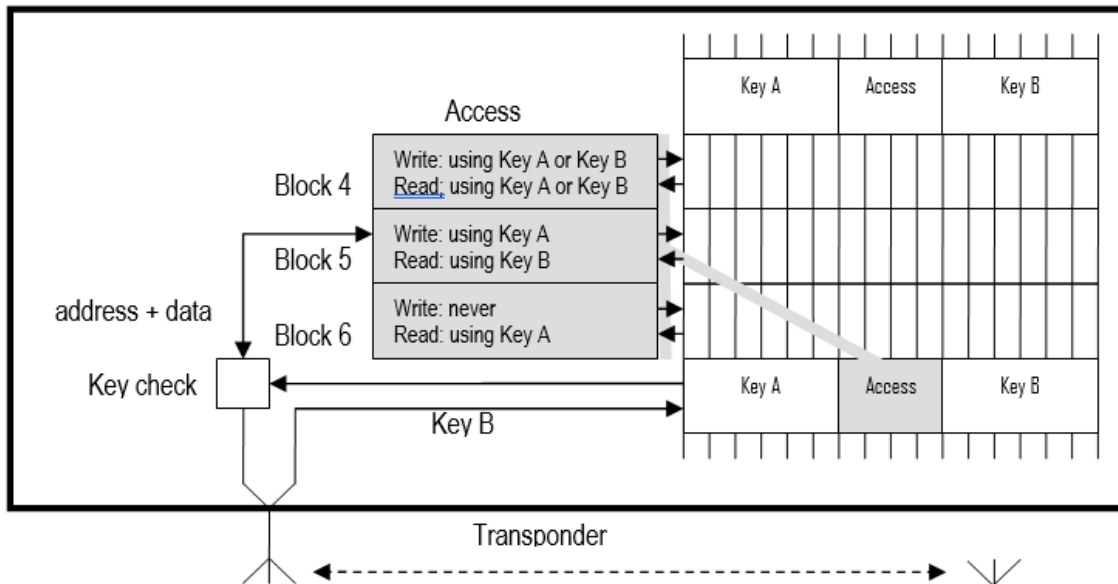 Key A
Access
Key B
Access
Write: using Key A or Key B
Read; using Key A or Key B
Block 4
Write: using Key A
Read: using Key B
Block 5
Write: never
Read: using Key A
Block 6
address + data
Key check
Key A
Access
Key B
Key B
Transponder